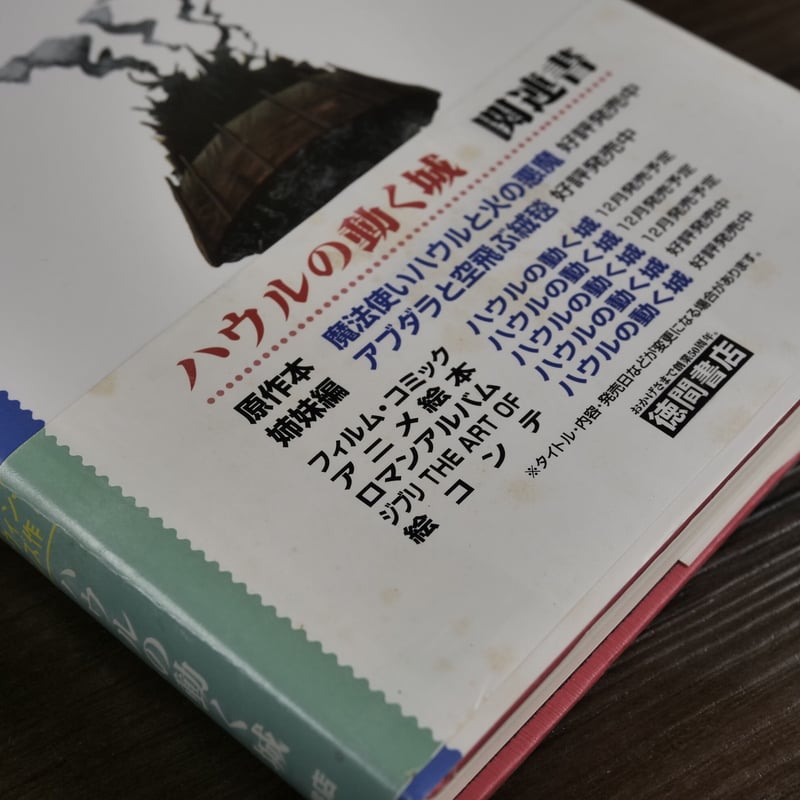 ハウルの動く城 関連書
原作本 魔法使いハウルと火の悪魔 好評発売中
姉妹編 アブダラと空飛ぶ絨毯 好評発売中
フィルム・コミック ハウルの動く城 12月発売予定
アニメ絵本 ハウルの動く城 12月発売予定
ロマンアルバム ハウルの動く城 12月発売予定
ジブリ THE ART OF ハウルの動く城 好評発売中
絵コンテ ハウルの動く城 好評発売中
※タイトル・内容・発売日などが変更になる場合があります。
おかげさまで創業50周年。
徳間書店
ハウルの動く城